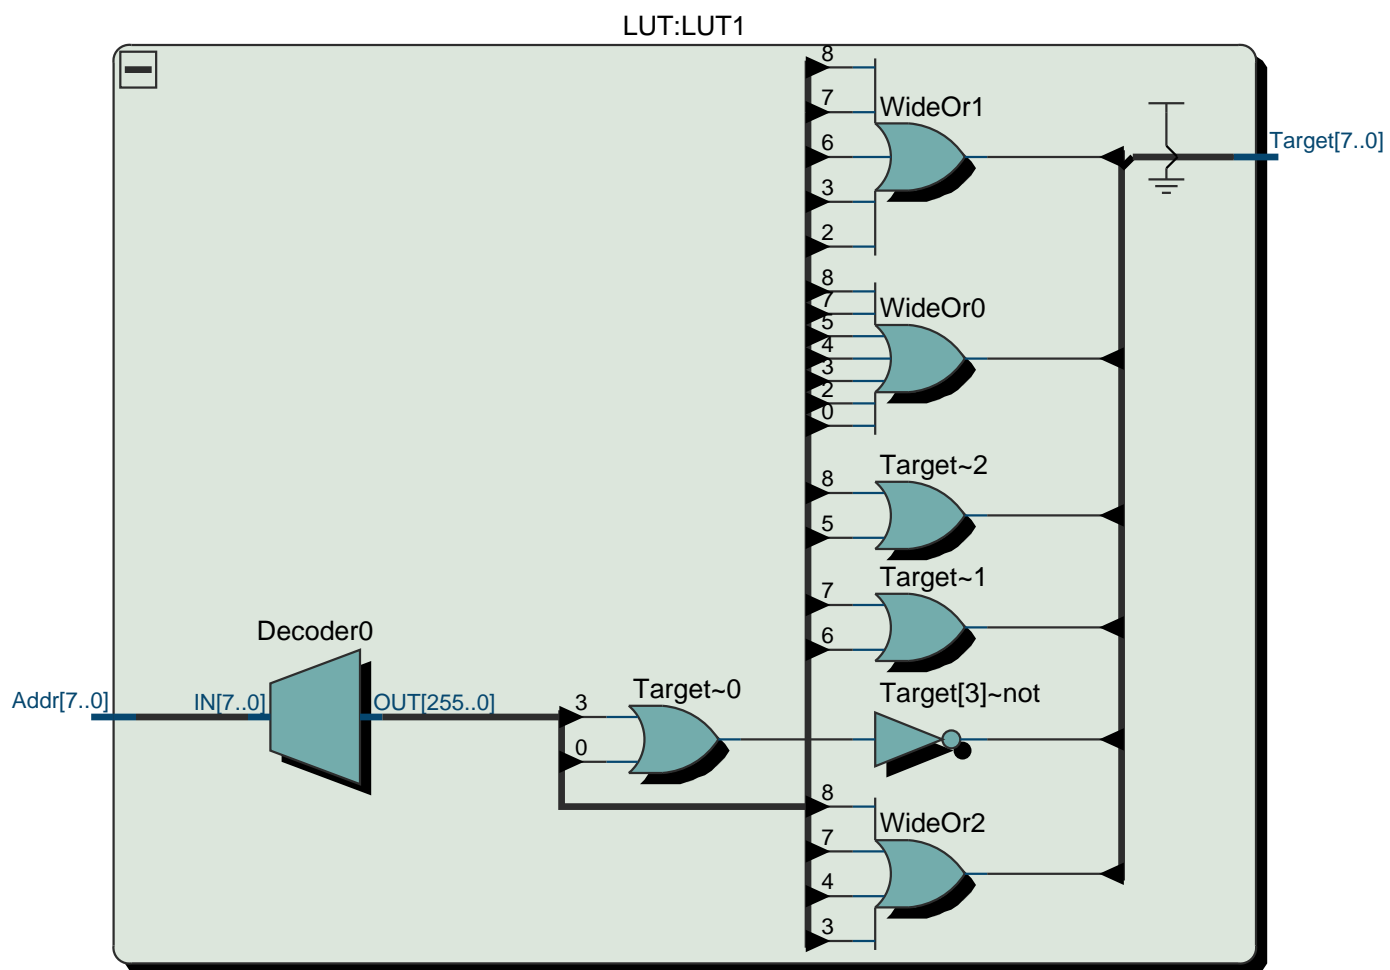 LUT:LUT1
8
7
WideOr1
6
3
2
Target[7..0]
8
7
WideOr0
5
4
3
2
0
Target~2
8
5
Target~1
7
6
Decoder0
Addr[7..0]
IN[7..0]
OUT[255..0]
3
0
Target~0
Target[3]~not
8
WideOr2
7
4
3